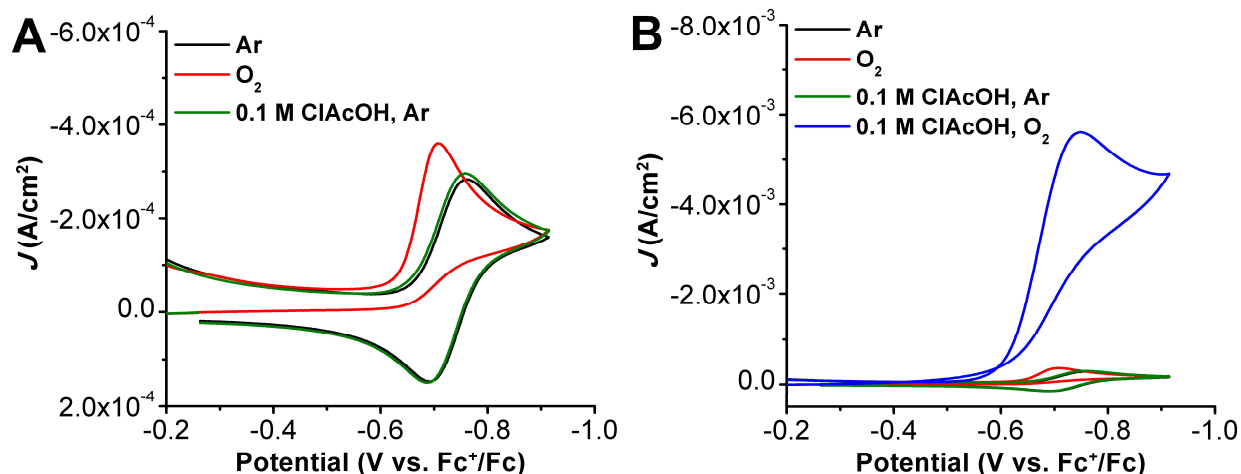 A
-6.0x10⁻⁴
-4.0x10⁻⁴
-2.0x10⁻⁴
0.0
2.0x10⁻⁴
J (A/cm²)
Ar
O₂
0.1 M ClAcOH, Ar
-0.2
-0.4
-0.6
-0.8
-1.0
Potential (V vs. Fc⁺/Fc)
B
-8.0x10⁻³
-6.0x10⁻³
-4.0x10⁻³
-2.0x10⁻³
0.0
J (A/cm²)
Ar
O₂
0.1 M ClAcOH, Ar
0.1 M ClAcOH, O₂
-0.2
-0.4
-0.6
-0.8
-1.0
Potential (V vs. Fc⁺/Fc)